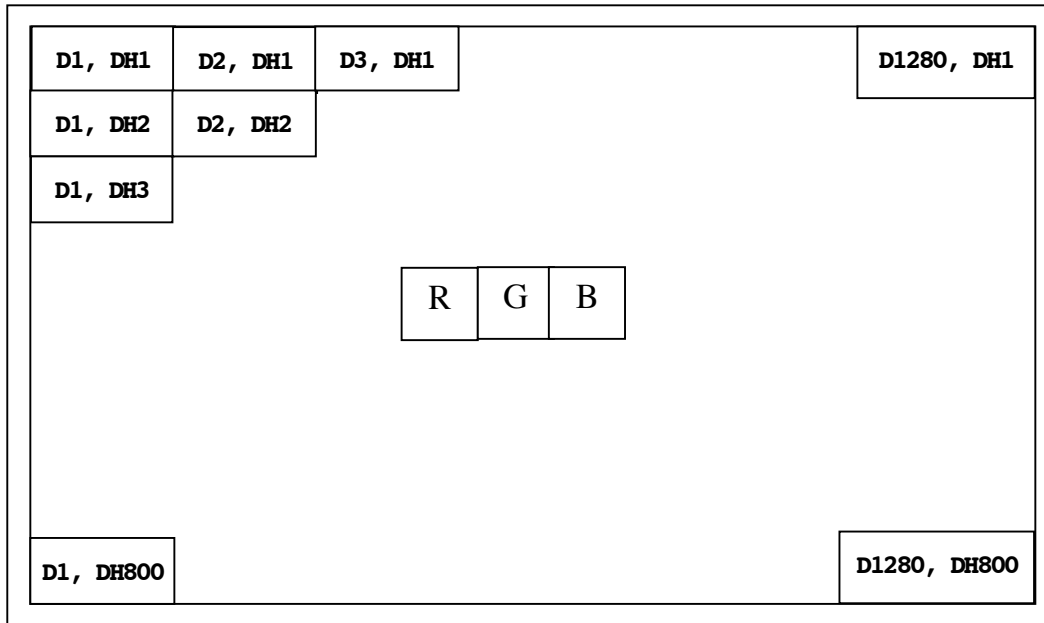 D1, DH1 D2, DH1 D3, DH1 D1280, DH1
D1, DH2 D2, DH2
D1, DH3
R G B
D1, DH800 D1280, DH800